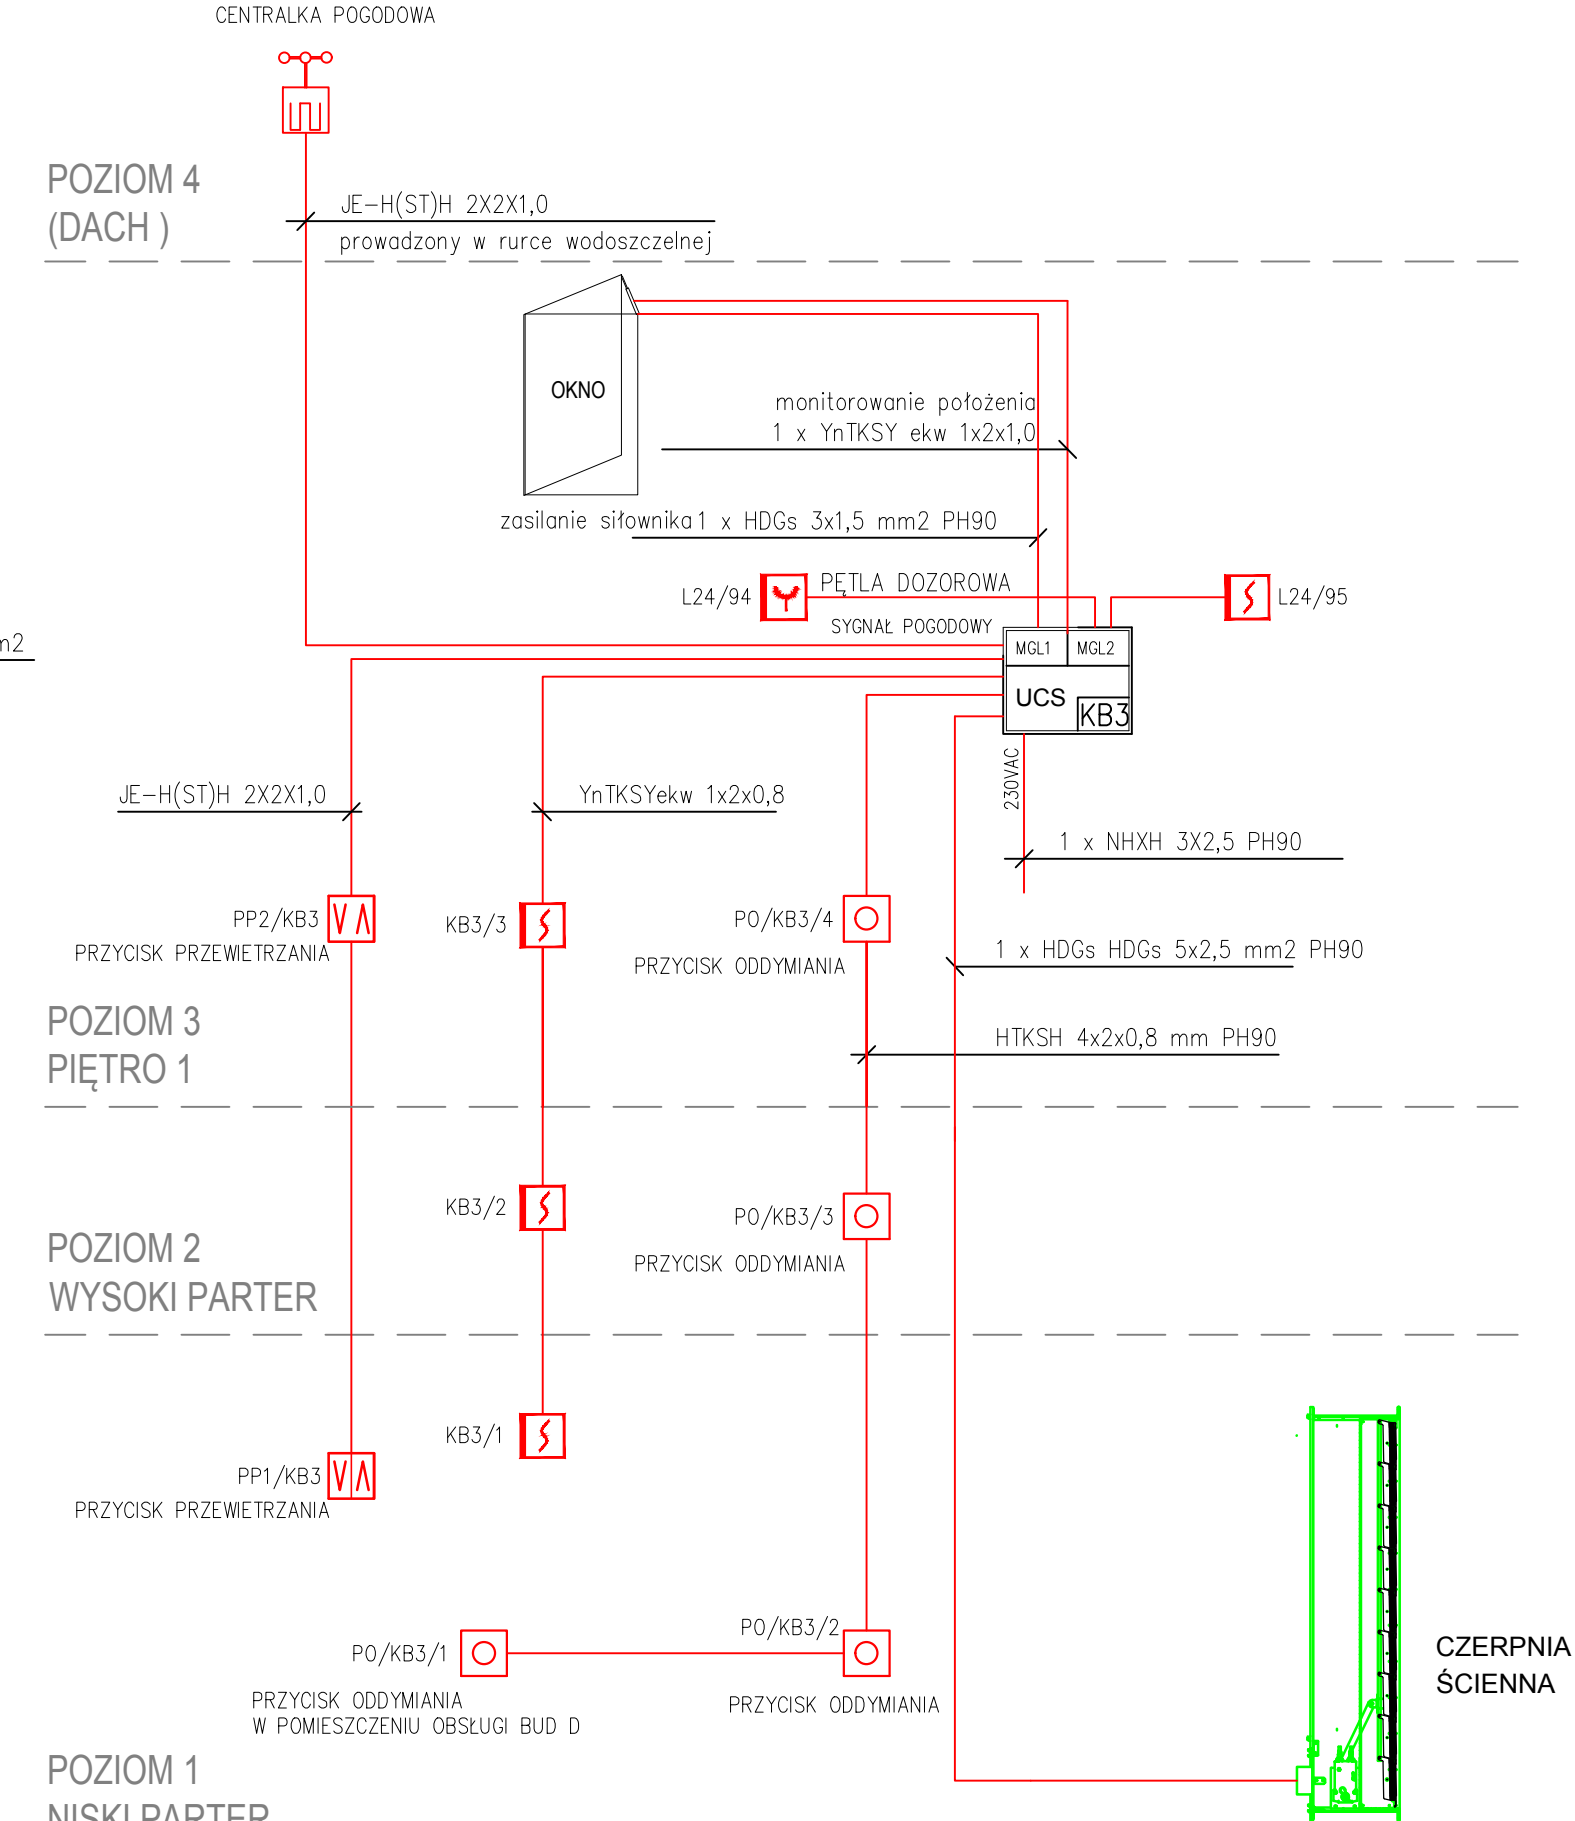 CENTRALKA POGODOWA
POZIOM 4
(DACH )
JE-H(ST)H 2X2X1,0
prowadzony w rurce wodoszczelnej
OKNO
monitorowanie położenia
1 x YnTKSY ekw 1x2x1,0
zasilanie siłownika 1 x HDGs 3x1,5 mm2 PH90
L24/94
PĘTLA DOZOROWA
L24/95
SYGNAŁ POGODOWY
m2
MGL1
MGL2
UCS
KB3
230VAC
JE-H(ST)H 2X2X1,0
YnTKSYekw 1x2x0,8
1 x NHXH 3X2,5 PH90
PP2/KB3
PRZYCISK PRZEWIETRZANIA
KB3/3
PO/KB3/4
PRZYCISK ODDYMIANIA
1 x HDGs HDGs 5x2,5 mm2 PH90
POZIOM 3
PIĘTRO 1
HTKSH 4x2x0,8 mm PH90
KB3/2
PO/KB3/3
PRZYCISK ODDYMIANIA
POZIOM 2
WYSOKI PARTER
KB3/1
PP1/KB3
PRZYCISK PRZEWIETRZANIA
PO/KB3/1
PRZYCISK ODDYMIANIA
W POMIESZCZENIU OBSŁUGI BUD D
PO/KB3/2
PRZYCISK ODDYMIANIA
CZERPNIA
ŚCIENNA
POZIOM 1
NISKI PARTER